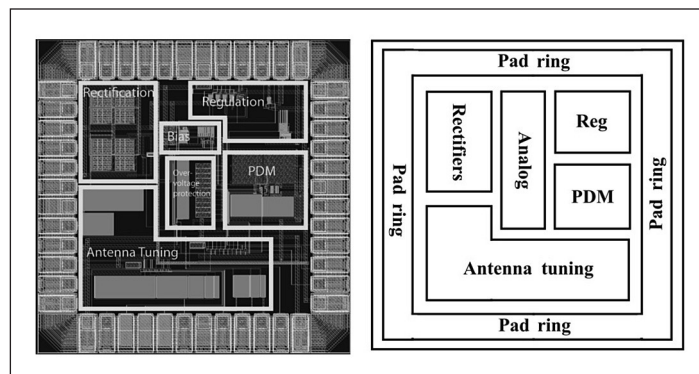 Rectification
Regulation
Bias
Over-
voltage
protection
PDM
Antenna Tuning
Pad ring
Pad ring
Rectifiers
Analog
Reg
PDM
Antenna tuning
Pad ring
Pad ring